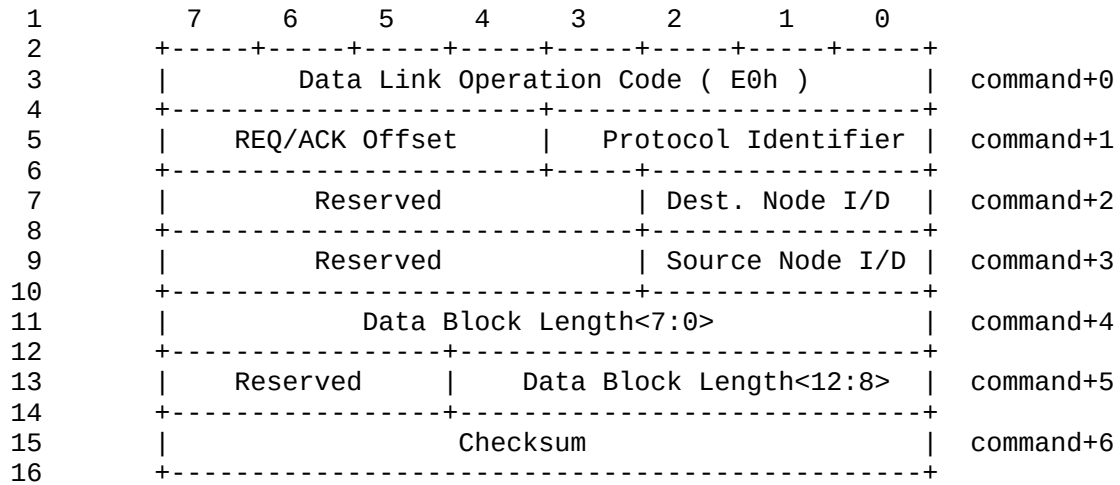 1 7 6 5 4 3 2 1 0
2 +-----+-----+-----+-----+-----+-----+-----+-----+
3 | Data Link Operation Code ( E0h ) | command+0
4 +-----------------------+-----------------------+
5 | REQ/ACK Offset | Protocol Identifier | command+1
6 +-----------------------+-----+-----------------+
7 | Reserved | Dest. Node I/D | command+2
8 +-----------------------------+-----------------+
9 | Reserved | Source Node I/D | command+3
10 +-----------------------------+-----------------+
11 | Data Block Length<7:0> | command+4
12 +-----------------+-----------------------------+
13 | Reserved | Data Block Length<12:8> | command+5
14 +-----------------+-----------------------------+
15 | Checksum | command+6
16 +-----------------------------------------------+